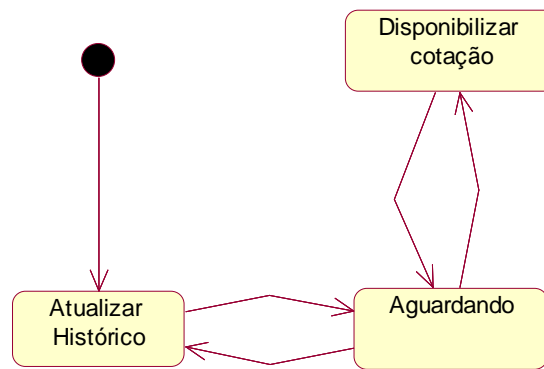 Disponibilizar
cotação
Atualizar
Histórico
Aguardando